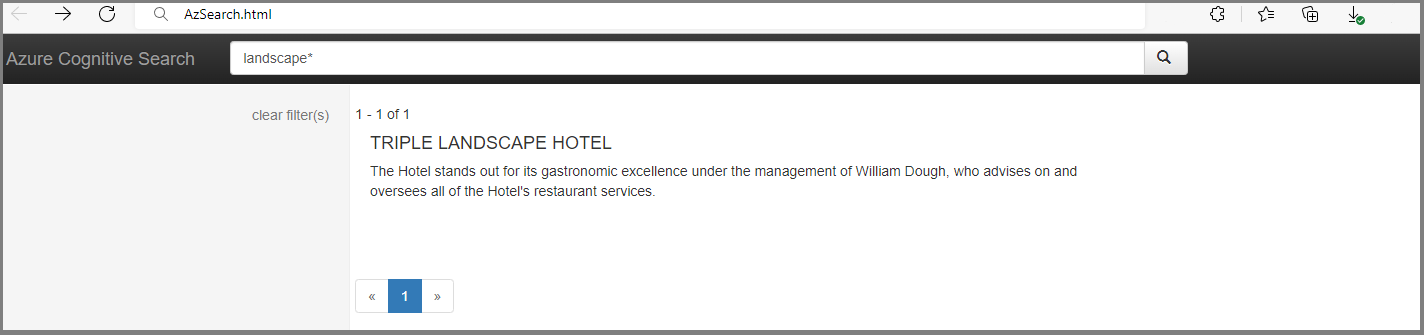 AzSearch.html
Azure Cognitive Search
landscape*
clear filter(s)
1 - 1 of 1
TRIPLE LANDSCAPE HOTEL
The Hotel stands out for its gastronomic excellence under the management of William Dough, who advises on and
oversees all of the Hotel's restaurant services.
« 1 »